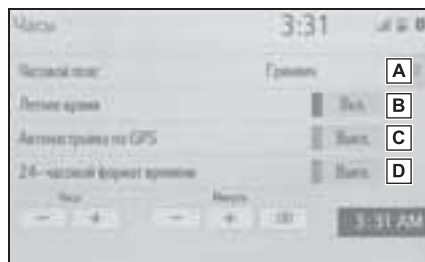 Часы 3:31
Часовой пояс Гринвич A
Летнее время Вкл. B
Автонастройка по GPS Выкл. C
24-часовой формат времени Выкл. D
Часы Минуты
- + - + :00
3:31 AM